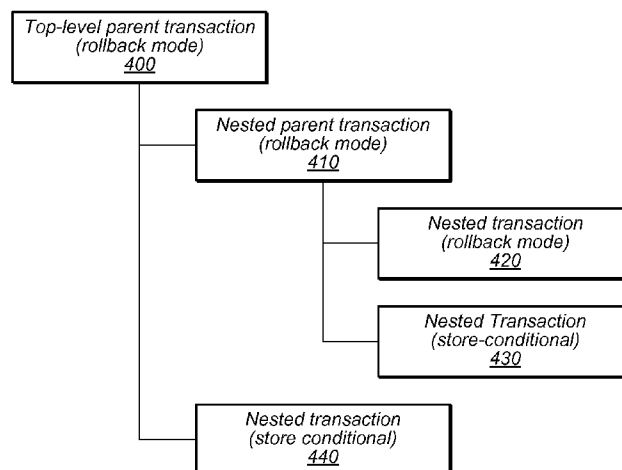 Top-level parent transaction
(rollback mode)
400
Nested parent transaction
(rollback mode)
410
Nested transaction
(rollback mode)
420
Nested Transaction
(store-conditional)
430
Nested transaction
(store conditional)
440